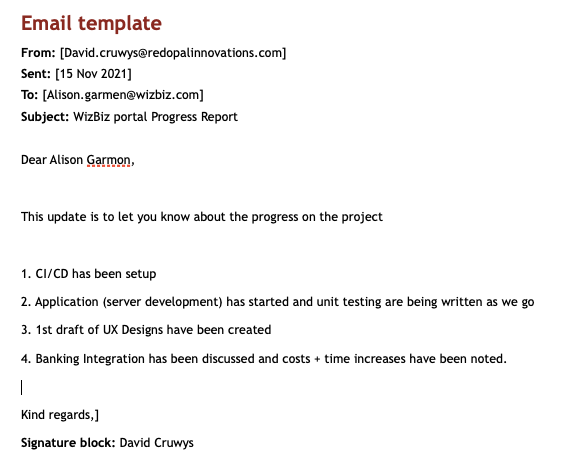 Email template
From: [David.cruwys@redopalinnovations.com]
Sent: [15 Nov 2021]
To: [Alison.garmen@wizbiz.com]
Subject: WizBiz portal Progress Report
Dear Alison Garmon,
This update is to let you know about the progress on the project
1. CI/CD has been setup
2. Application (server development) has started and unit testing are being written as we go
3. 1st draft of UX Designs have been created
4. Banking Integration has been discussed and costs + time increases have been noted.
Kind regards,]
Signature block: David Cruwys